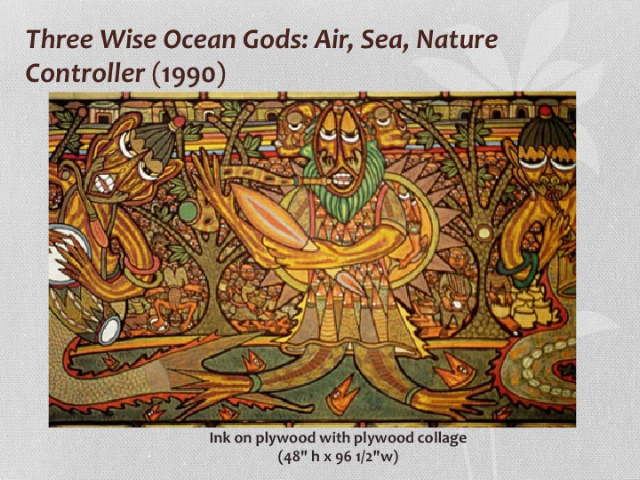 Three Wise Ocean Gods: Air, Sea, Nature
Controller (1990)
Ink on plywood with plywood collage
(48" h x 96 1/2"w)